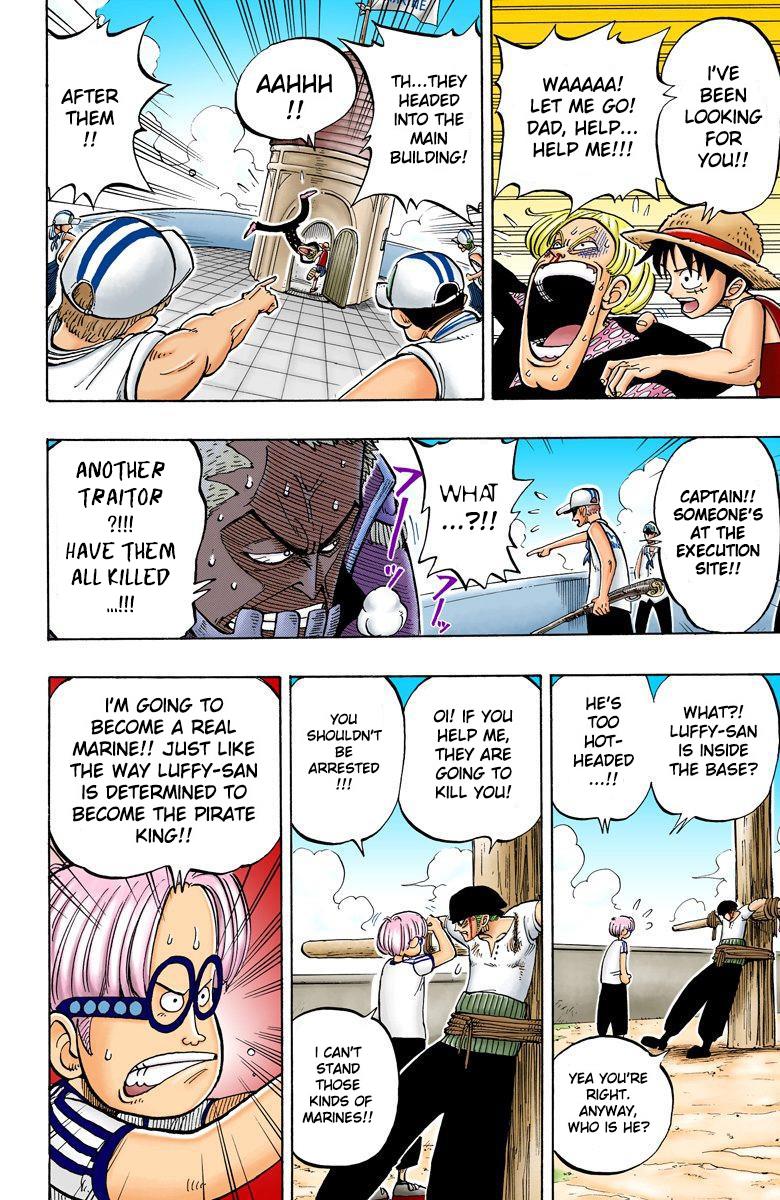 I'VE
BEEN
LOOKING
FOR
YOU!!
WAAAAA!
LET ME GO!
DAD, HELP...
HELP ME!!!
TH...THEY
HEADED
INTO THE
MAIN
BUILDING!
AAHHH
!!
AFTER
THEM
!!
CAPTAIN!!
SOMEONE'S
AT THE
EXECUTION
SITE!!
WHAT
...?!!
ANOTHER
TRAITOR
?!!!
HAVE THEM
ALL KILLED
...!!!
WHAT?!
LUFFY-SAN
IS INSIDE
THE BASE?
HE'S
TOO
HOT-
HEADED
...!!
YEA YOU'RE
RIGHT.
ANYWAY,
WHO IS HE?
OI! IF YOU
HELP ME,
THEY ARE
GOING TO
KILL YOU!
YOU
SHOULDN'T
BE
ARRESTED
!!!
I CAN'T
STAND
THOSE
KINDS OF
MARINES!!
I'M GOING TO
BECOME A REAL
MARINE!! JUST LIKE
THE WAY LUFFY-SAN
IS DETERMINED TO
BECOME THE PIRATE
KING!!